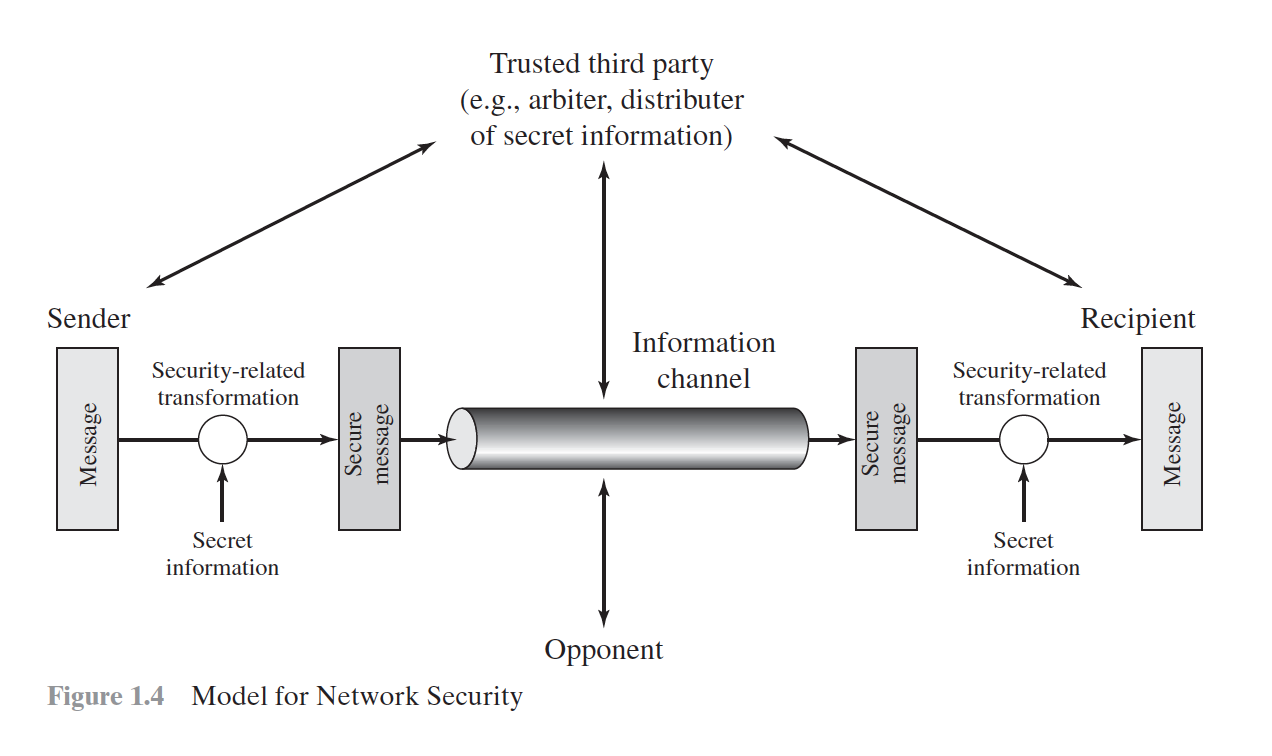 Trusted third party
(e.g., arbiter, distributer
of secret information)
Sender
Recipient
Information
channel
Security-related
transformation
Security-related
transformation
Message
Secure
message
Secure
message
Message
Secret
information
Secret
information
Opponent
Figure 1.4 Model for Network Security